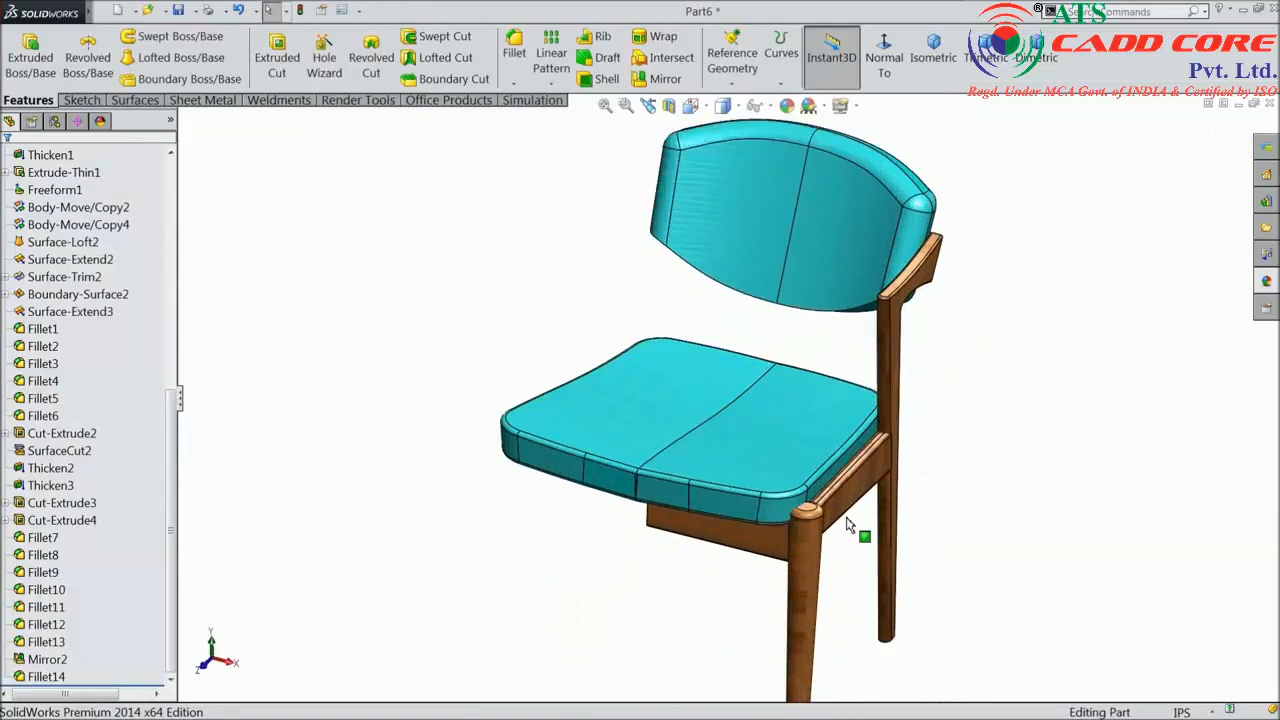 SOLIDWORKS
Part6 *
Commands
® ATS
CADD CORE
Pvt. Ltd.
Regd. Under MCA Govt. of INDIA & Certified by ISO
Extruded Boss/Base
Revolved Boss/Base
Swept Boss/Base
Lofted Boss/Base
Boundary Boss/Base
Extruded Cut
Hole Wizard
Revolved Cut
Swept Cut
Lofted Cut
Boundary Cut
Fillet
Linear Pattern
Rib
Draft
Shell
Wrap
Intersect
Mirror
Reference Geometry
Curves
Instant3D
Normal To
Isometric
Trimetric
Dimetric
Features
Sketch
Surfaces
Sheet Metal
Weldments
Render Tools
Office Products
Simulation
Thicken1
Extrude-Thin1
Freeform1
Body-Move/Copy2
Body-Move/Copy4
Surface-Loft2
Surface-Extend2
Surface-Trim2
Boundary-Surface2
Surface-Extend3
Fillet1
Fillet2
Fillet3
Fillet4
Fillet5
Fillet6
Cut-Extrude2
SurfaceCut2
Thicken2
Thicken3
Cut-Extrude3
Cut-Extrude4
Fillet7
Fillet8
Fillet9
Fillet10
Fillet11
Fillet12
Fillet13
Mirror2
Fillet14
Y
X
Z
SolidWorks Premium 2014 x64 Edition
Editing Part
IPS